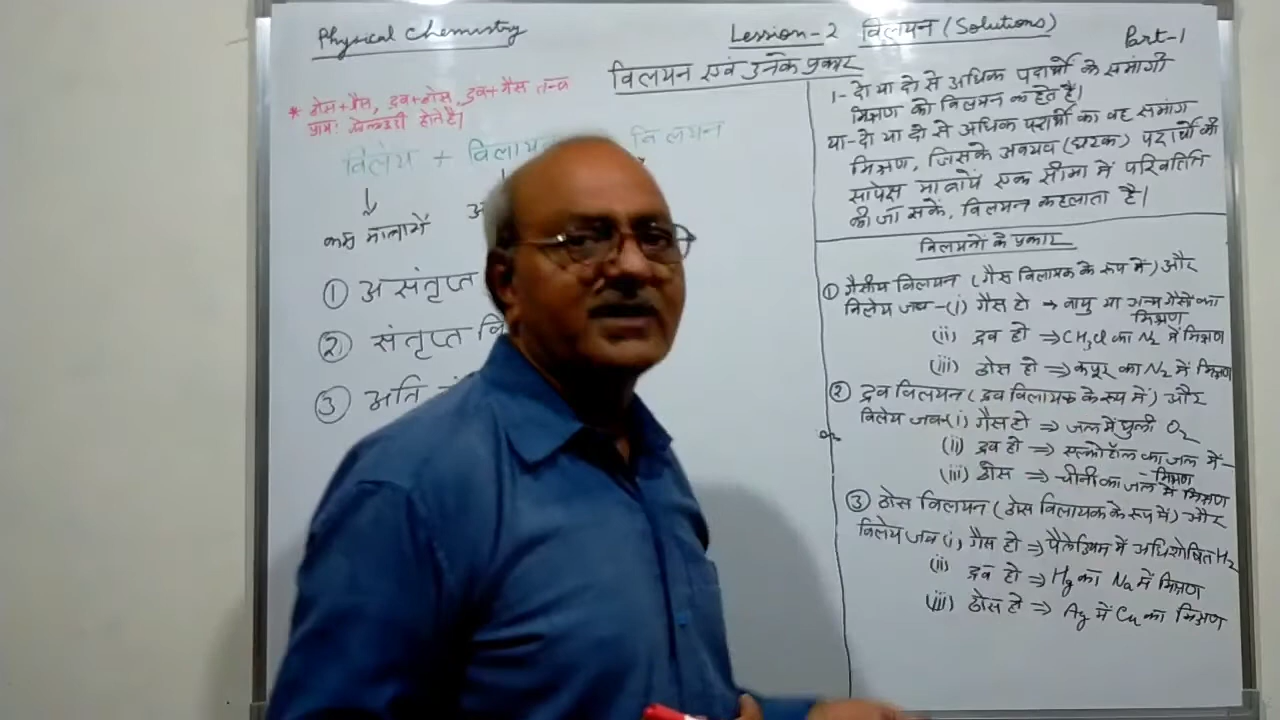 Physical Chemistry
Lession-2 विलयन (Solutions)
Part-1
विलयन एवं उनके प्रकार
* ठोस+गैस, द्रव+ठोस, द्रव+गैस तन्त्र
प्रायः होते है।
विलेय + विलाय विलयन
कम मात्रामें
① असंतृप्त
② संतृप्त वि
③ अति
1- दो या दो से अधिक पदार्थो के समांगी
मिश्रण को विलयन कहते है।
या- दो या दो से अधिक पदार्थो का वह समांग
मिश्रण, जिसके अवयव (घटक) पदार्थो की
सापेक्ष मात्रायें एक सीमा में परिवर्तित
की जा सकें, विलयन कहलाता है।
विलयनों के प्रकार
① गैसीय विलयन (गैस विलायक के रूप में) और
विलेय जब-(i) गैस हो → वायु या अन्य गैसों का
मिश्रण
(ii) द्रव हो ⇒ CH3Cl का N2 में मिश्रण
(iii) ठोस हो ⇒ कपूर का N2 में मिश्रण
② द्रव विलयन (द्रव विलायक के रूप में) और
विलेय जब(i) गैस हो ⇒ जल में घुली O2
(ii) द्रव हो ⇒ एल्कोहॉल का जल में-
-मिश्रण
(iii) ठोस ⇒ चीनी का जल में मिश्रण
③ ठोस विलयन (ठोस विलायक के रूप में) और
विलेय जब (i) गैस हो ⇒ पैलेडियम में अधिशोषित H2
(ii) द्रव हो ⇒ Hg का Na में मिश्रण
(iii) ठोस हो ⇒ Ag में Cu का मिश्रण